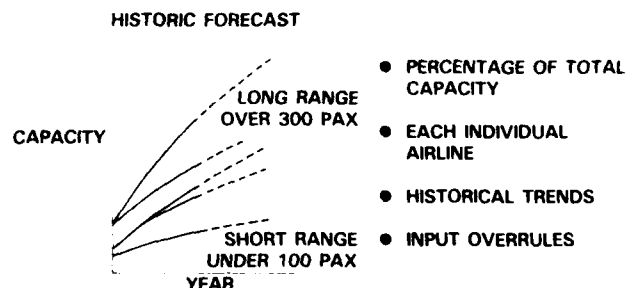 HISTORIC FORECAST
CAPACITY
LONG RANGE
OVER 300 PAX
SHORT RANGE
UNDER 100 PAX
YEAR
● PERCENTAGE OF TOTAL
CAPACITY
● EACH INDIVIDUAL
AIRLINE
● HISTORICAL TRENDS
● INPUT OVERRULES